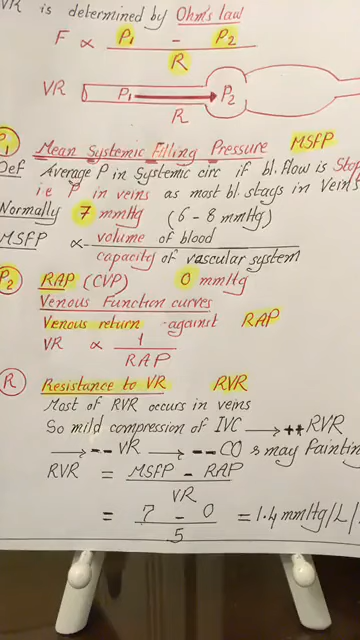 VR is determined by Ohm's law
F ∝ P1 - P2 / R
VR P1 → P2
R
P1 Mean Systemic Filling Pressure MSFP
Def Average P in Systemic circ if bl. flow is Stop
i.e P in veins as most bl. stays in Veins
Normally 7 mmHg (6-8 mmHg)
MSFP ∝ volume of blood / capacity of vascular system
P2 RAP (CVP) 0 mmHg
Venous Function curves
Venous return against RAP
VR ∝ 1 / RAP
R Resistance to VR RVR
Most of RVR occurs in veins
So mild compression of IVC → ++ RVR
→ -- VR → -- CO & may Fainting
RVR = MSFP - RAP / VR
= 7 - 0 / 5 = 1.4 mmHg/L/